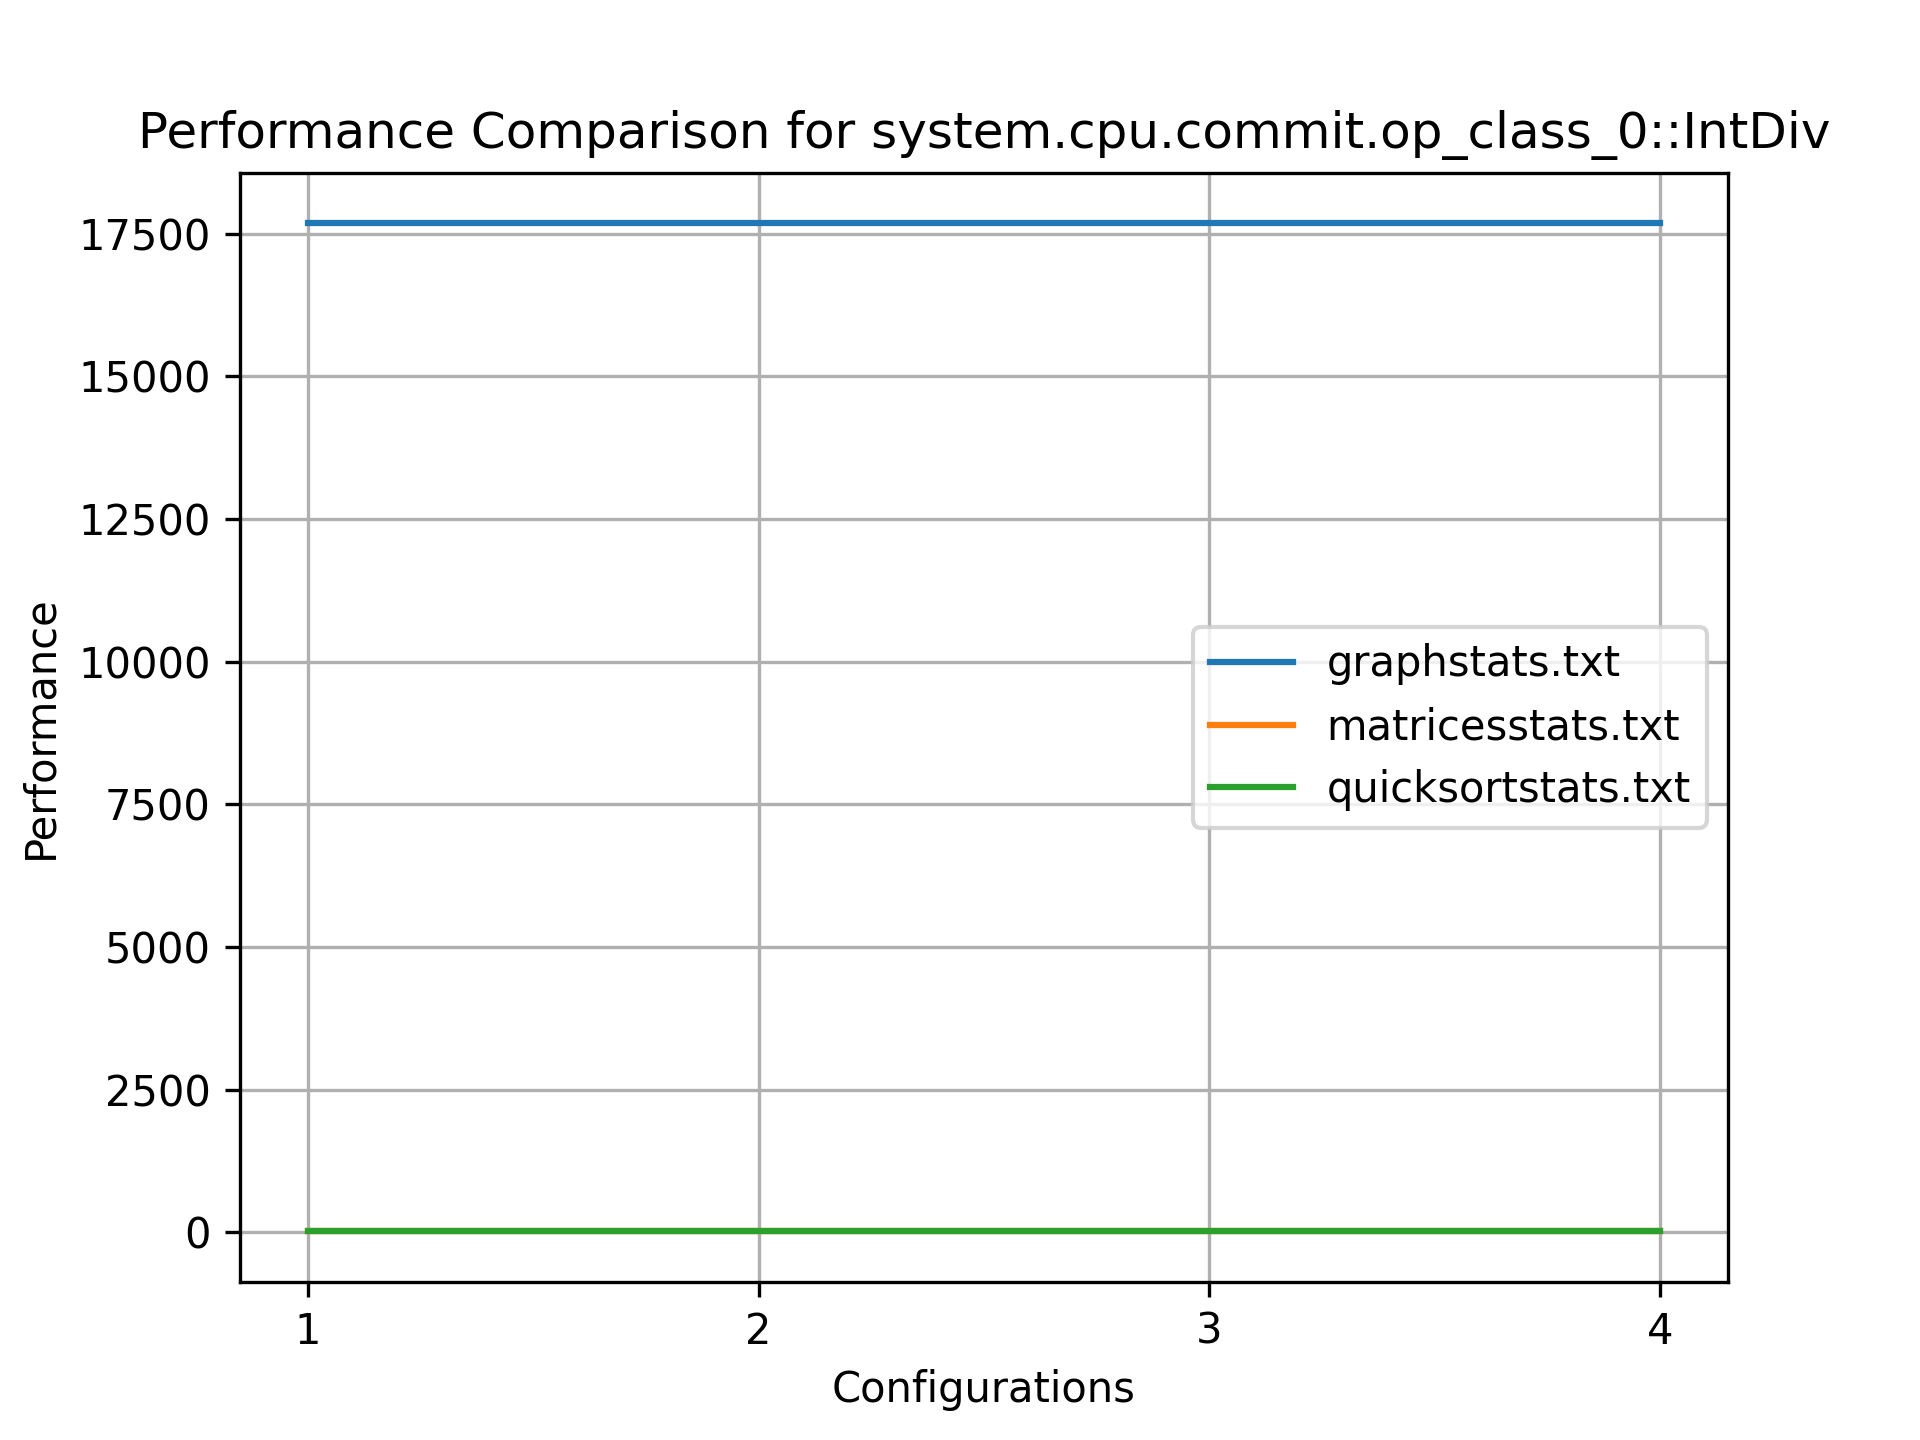 Performance Comparison for system.cpu.commit.op_class_0::IntDiv
17500
15000
12500
10000
7500
5000
2500
0
Performance
graphstats.txt
matricesstats.txt
quicksortstats.txt
1 2 3 4
Configurations